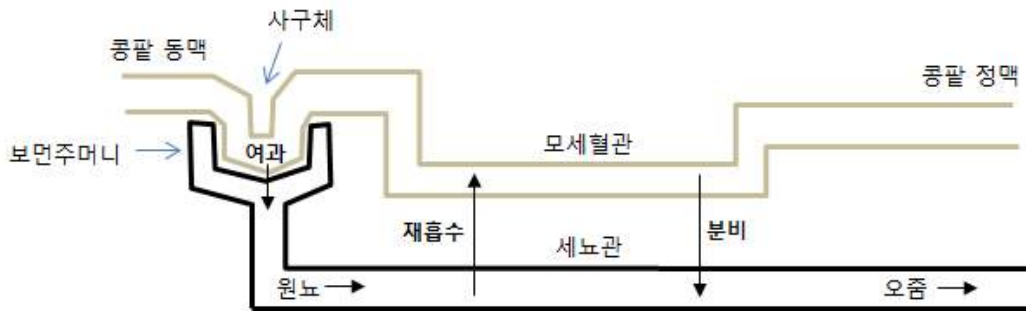 사구체
콩팥 동맥
콩팥 정맥
보먼주머니
여과
모세혈관
재흡수
분비
세뇨관
원뇨
오줌